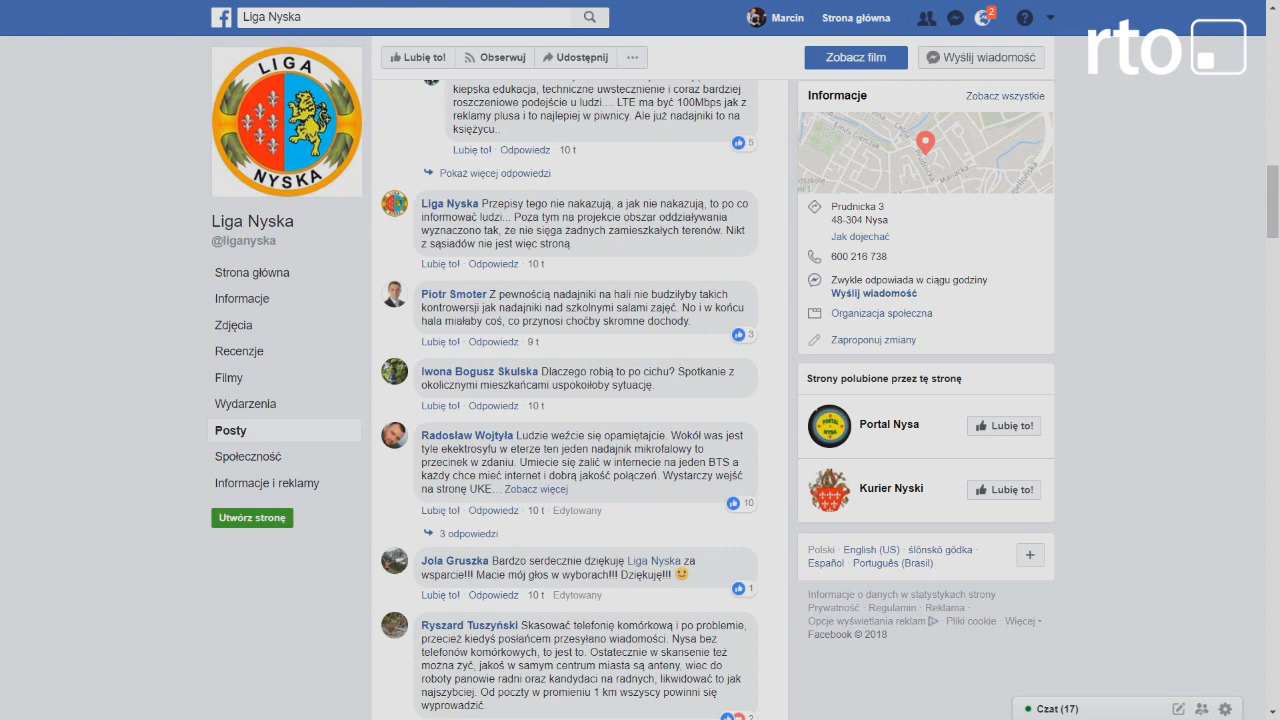 Liga Nyska
Marcin
Strona główna
2
rto
LIGA
NYSKA
Liga Nyska
@liganyska
Strona główna
Informacje
Zdjęcia
Recenzje
Filmy
Wydarzenia
Posty
Społeczność
Informacje i reklamy
Utwórz stronę
Lubię to!
Obserwuj
Udostępnij
Zobacz film
Wyślij wiadomość
kiepska edukacja, techniczne uwstecznienie i coraz bardziej
roszczeniowe podejście u ludzi.... LTE ma być 100Mbps jak z
reklamy plusa i to najlepiej w piwnicy. Ale już nadajniki to na
księżycu..
5
Lubię to! · Odpowiedz · 10 t
Pokaż więcej odpowiedzi
Liga Nyska Przepisy tego nie nakazują, a jak nie nakazują, to po co
informować ludzi... Poza tym na projekcie obszar oddziaływania
wyznaczono tak, że nie sięga żadnych zamieszkałych terenów. Nikt
z sąsiadów nie jest więc stroną.
Lubię to! · Odpowiedz · 10 t
Piotr Smoter Z pewnością nadajniki na hali nie budziłyby takich
kontrowersji jak nadajniki nad szkolnymi salami zajęć. No i w końcu
hala miałaby coś, co przynosi choćby skromne dochody.
3
Lubię to! · Odpowiedz · 9 t
Iwona Bogusz Skulska Dlaczego robią to po cichu? Spotkanie z
okolicznymi mieszkańcami uspokoiłoby sytuację.
Lubię to! · Odpowiedz · 10 t
Radosław Wojtyła Ludzie weźcie się opamiętajcie. Wokół was jest
tyle ekektrosyfu w eterze ten jeden nadajnik mikrofalowy to
przecinek w zdaniu. Umiecie się żalić w internecie na jeden BTS a
każdy chce mieć internet i dobrą jakość połączeń. Wystarczy wejść
na stronę UKE... Zobacz więcej
10
Lubię to! · Odpowiedz · 10 t · Edytowany
3 odpowiedzi
Jola Gruszka Bardzo serdecznie dziękuję Liga Nyska za
wsparcie!!! Macie mój głos w wyborach!!! Dziękuję!!!
1
Lubię to! · Odpowiedz · 10 t · Edytowany
Ryszard Tuszyński Skasować telefonię komórkową i po problemie,
przecież kiedyś posłańcem przesyłano wiadomości. Nysa bez
telefonów komórkowych, to jest to. Ostatecznie w skansenie też
można żyć, jakoś w samym centrum miasta są anteny, wiec do
roboty panowie radni oraz kandydaci na radnych, likwidować to jak
najszybciej. Od poczty w promieniu 1 km wszyscy powinni się
wyprowadzić.
2
Informacje
Zobacz wszystkie
Prudnicka 3
48-304 Nysa
Jak dojechać
600 216 738
Zwykle odpowiada w ciągu godziny
Wyślij wiadomość
Organizacja społeczna
Zaproponuj zmiany
Strony polubione przez tę stronę
Portal Nysa
Lubię to!
Kurier Nyski
Lubię to!
Polski · English (US) · ślōnskŏ gŏdka ·
Español · Português (Brasil)
Informacje o danych w statystykach strony
Prywatność · Regulamin · Reklama ·
Opcje wyświetlania reklam · Pliki cookie · Więcej
Facebook © 2018
Czat (17)